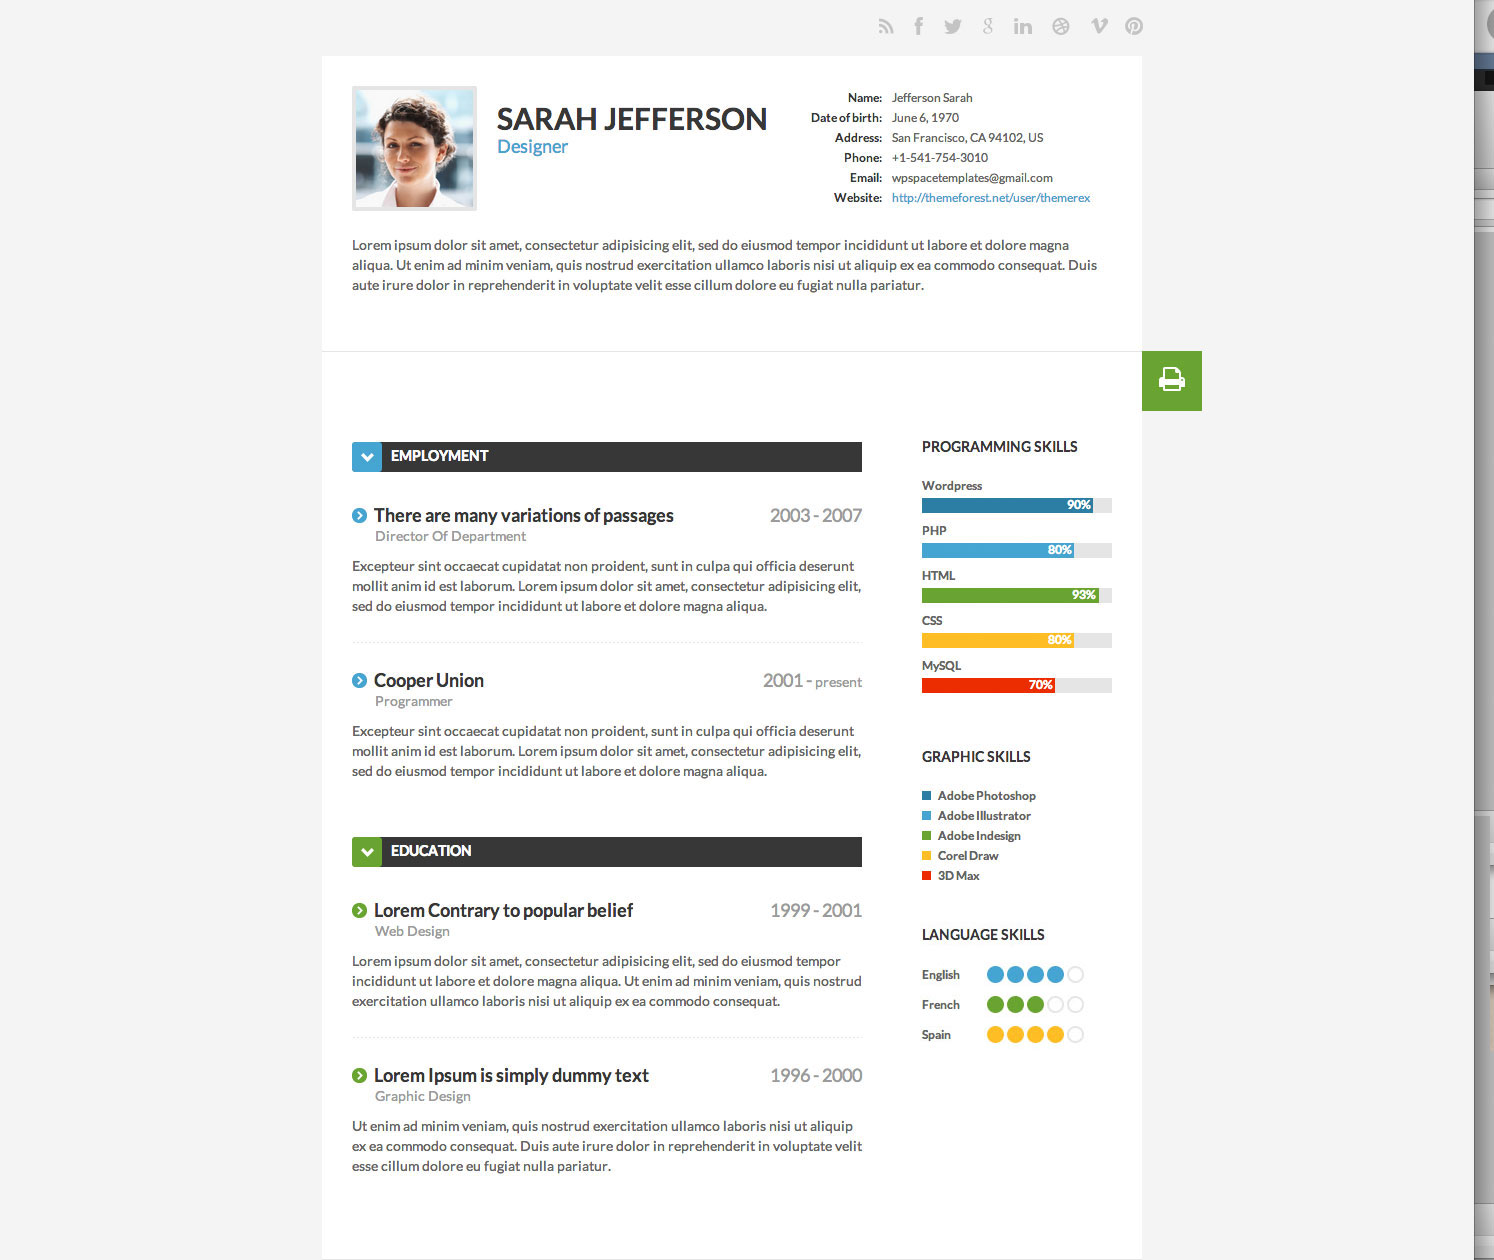 SARAH JEFFERSON
Designer
Name: Jefferson Sarah
Date of birth: June 6, 1970
Address: San Francisco, CA 94102, US
Phone: +1-541-754-3010
Email: wpspacetemplates@gmail.com
Website: http://themeforest.net/user/themerex
Lorem ipsum dolor sit amet, consectetur adipisicing elit, sed do eiusmod tempor incididunt ut labore et dolore magna
aliqua. Ut enim ad minim veniam, quis nostrud exercitation ullamco laboris nisi ut aliquip ex ea commodo consequat. Duis
aute irure dolor in reprehenderit in voluptate velit esse cillum dolore eu fugiat nulla pariatur.
EMPLOYMENT
There are many variations of passages 2003 - 2007
Director Of Department
Excepteur sint occaecat cupidatat non proident, sunt in culpa qui officia deserunt
mollit anim id est laborum. Lorem ipsum dolor sit amet, consectetur adipisicing elit,
sed do eiusmod tempor incididunt ut labore et dolore magna aliqua.
Cooper Union 2001 - present
Programmer
Excepteur sint occaecat cupidatat non proident, sunt in culpa qui officia deserunt
mollit anim id est laborum. Lorem ipsum dolor sit amet, consectetur adipisicing elit,
sed do eiusmod tempor incididunt ut labore et dolore magna aliqua.
EDUCATION
Lorem Contrary to popular belief 1999 - 2001
Web Design
Lorem ipsum dolor sit amet, consectetur adipisicing elit, sed do eiusmod tempor
incididunt ut labore et dolore magna aliqua. Ut enim ad minim veniam, quis nostrud
exercitation ullamco laboris nisi ut aliquip ex ea commodo consequat.
Lorem Ipsum is simply dummy text 1996 - 2000
Graphic Design
Ut enim ad minim veniam, quis nostrud exercitation ullamco laboris nisi ut aliquip
ex ea commodo consequat. Duis aute irure dolor in reprehenderit in voluptate velit
esse cillum dolore eu fugiat nulla pariatur.
PROGRAMMING SKILLS
Wordpress
90%
PHP
80%
HTML
93%
CSS
80%
MySQL
70%
GRAPHIC SKILLS
Adobe Photoshop
Adobe Illustrator
Adobe Indesign
Corel Draw
3D Max
LANGUAGE SKILLS
English
French
Spain